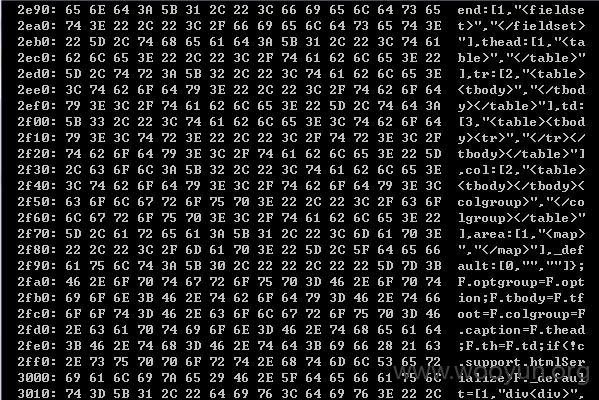 2e90: 65 6E 64 3A 5B 31 2C 22 3C 66 69 65 6C 64 73 65 end:[1,"<fieldse
2ea0: 74 3E 22 2C 22 3C 2F 66 69 65 6C 64 73 65 74 3E t>","</fieldset>
2eb0: 22 5D 2C 74 68 65 61 64 3A 5B 31 2C 22 3C 74 61 "],thead:[1,"<ta
2ec0: 62 6C 65 3E 22 2C 22 3C 2F 74 61 62 6C 65 3E 22 ble>","</table>"
2ed0: 5D 2C 74 72 3A 5B 32 2C 22 3C 74 61 62 6C 65 3E ],tr:[2,"<table>
2ee0: 3C 74 62 6F 64 79 3E 22 2C 22 3C 2F 74 62 6F 64 <tbody>","</tbod
2ef0: 79 3E 3C 2F 74 61 62 6C 65 3E 22 5D 2C 74 64 3A y></table>"],td:
2f00: 5B 33 2C 22 3C 74 61 62 6C 65 3E 3C 74 62 6F 64 [3,"<table><tbod
2f10: 79 3E 3C 74 72 3E 22 2C 22 3C 2F 74 72 3E 3C 2F y><tr>","</tr></
2f20: 74 62 6F 64 79 3E 3C 2F 74 61 62 6C 65 3E 22 5D tbody></table>"]
2f30: 2C 63 6F 6C 3A 5B 32 2C 22 3C 74 61 62 6C 65 3E ,col:[2,"<table>
2f40: 3C 74 62 6F 64 79 3E 3C 2F 74 62 6F 64 79 3E 3C <tbody></tbody><
2f50: 63 6F 6C 67 72 6F 75 70 3E 22 2C 22 3C 2F 63 6F colgroup>","</co
2f60: 6C 67 72 6F 75 70 3E 3C 2F 74 61 62 6C 65 3E 22 lgroup></table>"
2f70: 5D 2C 61 72 65 61 3A 5B 31 2C 22 3C 6D 61 70 3E ],area:[1,"<map>
2f80: 22 2C 22 3C 2F 6D 61 70 3E 22 5D 2C 5F 64 65 66 ","</map>"],_def
2f90: 61 75 6C 74 3A 5B 30 2C 22 22 2C 22 22 5D 7D 3B ault:[0,"",""]};
2fa0: 46 2E 6F 70 74 67 72 6F 75 70 3D 46 2E 6F 70 74 F.optgroup=F.opt
2fb0: 69 6F 6E 3B 46 2E 74 62 6F 64 79 3D 46 2E 74 66 ion;F.tbody=F.tf
2fc0: 6F 6F 74 3D 46 2E 63 6F 6C 67 72 6F 75 70 3D 46 oot=F.colgroup=F
2fd0: 2E 63 61 70 74 69 6F 6E 3D 46 2E 74 68 65 61 64 .caption=F.thead
2fe0: 3B 46 2E 74 68 3D 46 2E 74 64 3B 69 66 28 21 63 ;F.th=F.td;if(!c
2ff0: 2E 73 75 70 70 6F 72 74 2E 68 74 6D 6C 53 65 72 .support.htmlSer
3000: 69 61 6C 69 7A 65 29 46 2E 5F 64 65 66 61 75 6C ialize)F._defaul
3010: 74 3D 5B 31 2C 22 64 69 76 3C 64 69 76 3E 22 2C t=[1,"div<div>",
www.wooyun.org